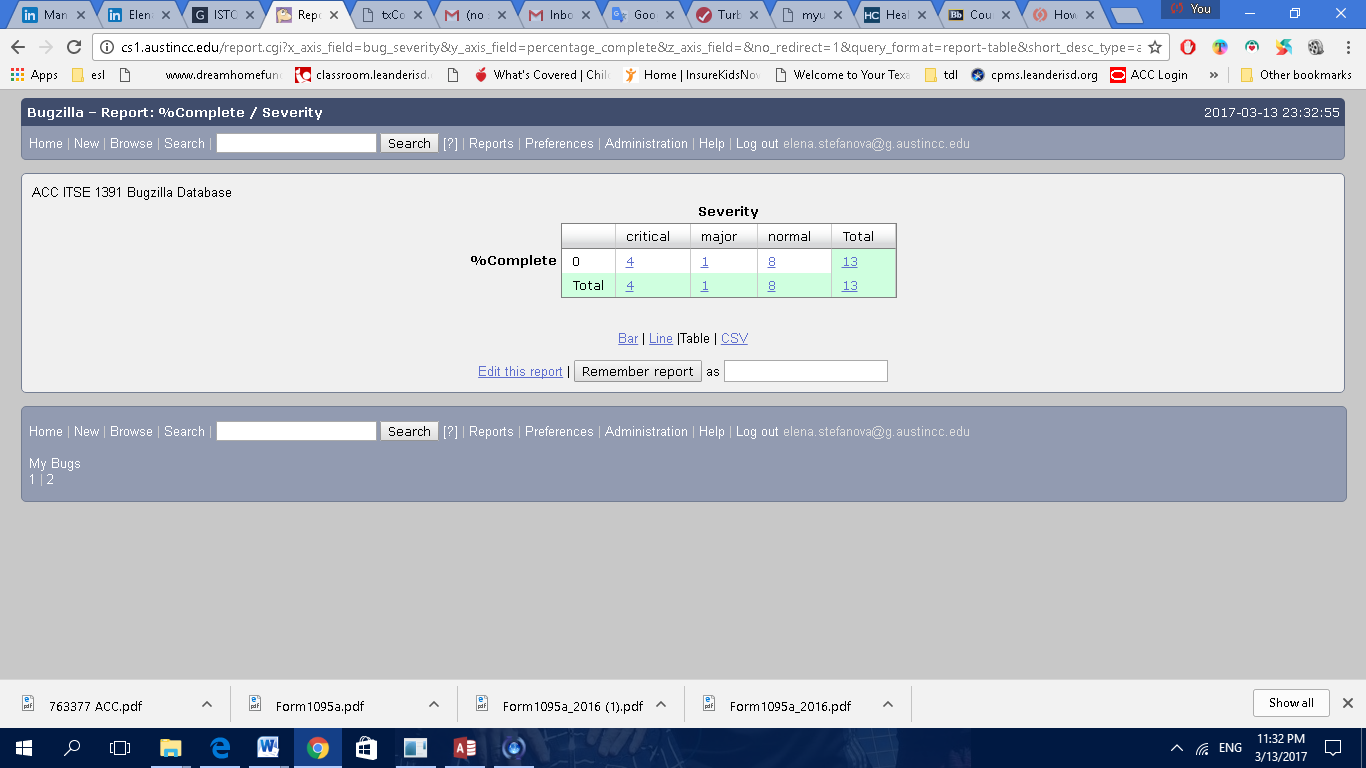 Man
Elen
ISTC
Repo
txCo
(no
Inbo
Goo
Turb
myu
Heal
Cou
How
You
cs1.austincc.edu/report.cgi?x_axis_field=bug_severity&y_axis_field=percentage_complete&z_axis_field=&no_redirect=1&query_format=report-table&short_desc_type=a
Apps esl www.dreamhomefun classroom.leanderisd. What's Covered | Chil Home | InsureKidsNo Welcome to Your Texa tdl cpms.leanderisd.org ACC Login » Other bookmarks
Bugzilla – Report: %Complete / Severity 2017-03-13 23:32:55
Home | New | Browse | Search | Search [?] | Reports | Preferences | Administration | Help | Log out elena.stefanova@g.austincc.edu
ACC ITSE 1391 Bugzilla Database
Severity
critical major normal Total
%Complete 0 4 1 8 13
Total 4 1 8 13
Bar | Line |Table | CSV
Edit this report | Remember report as
Home | New | Browse | Search | Search [?] | Reports | Preferences | Administration | Help | Log out elena.stefanova@g.austincc.edu
My Bugs
1 | 2
763377 ACC.pdf Form1095a.pdf Form1095a_2016 (1).pdf Form1095a_2016.pdf Show all
ENG 11:32 PM
3/13/2017